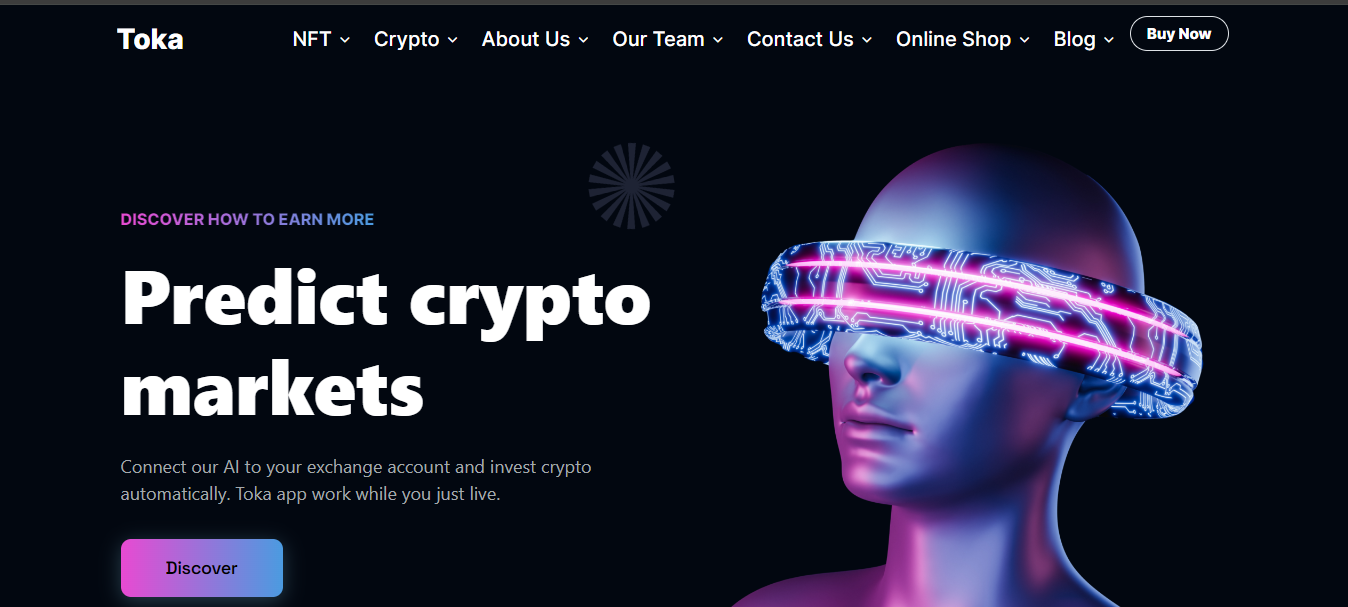 Toka
NFT
Crypto
About Us
Our Team
Contact Us
Online Shop
Blog
Buy Now
DISCOVER HOW TO EARN MORE
Predict crypto
markets
Connect our AI to your exchange account and invest crypto
automatically. Toka app work while you just live.
Discover